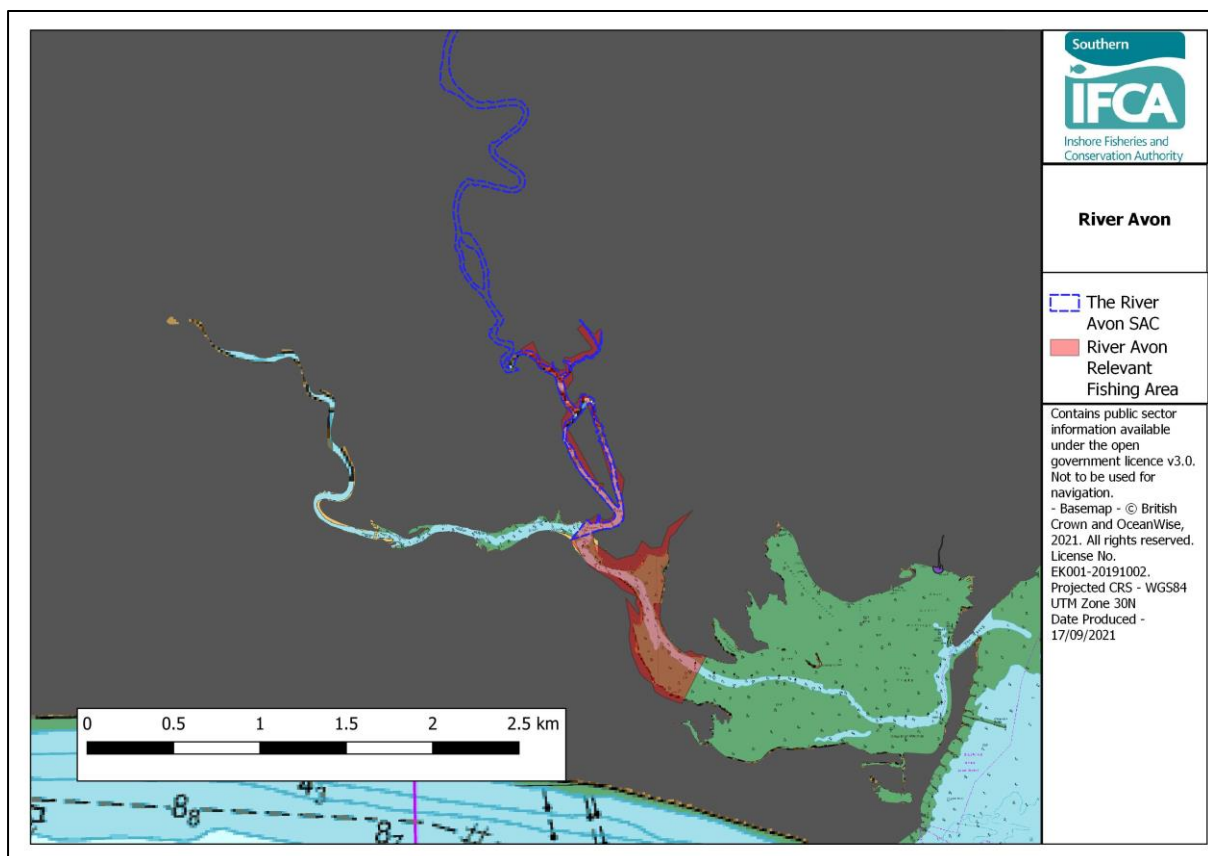 Southern
IFCA
Inshore Fisheries and
Conservation Authority
River Avon
The River
Avon SAC
River Avon
Relevant
Fishing Area
Contains public sector
information available
under the open
government licence v3.0.
Not to be used for
navigation.
- Basemap - © British
Crown and OceanWise,
2021. All rights reserved.
License No.
EK001-20191002.
Projected CRS - WGS84
UTM Zone 30N
Date Produced -
17/09/2021
0 0.5 1 1.5 2 2.5 km
4₃
8₈